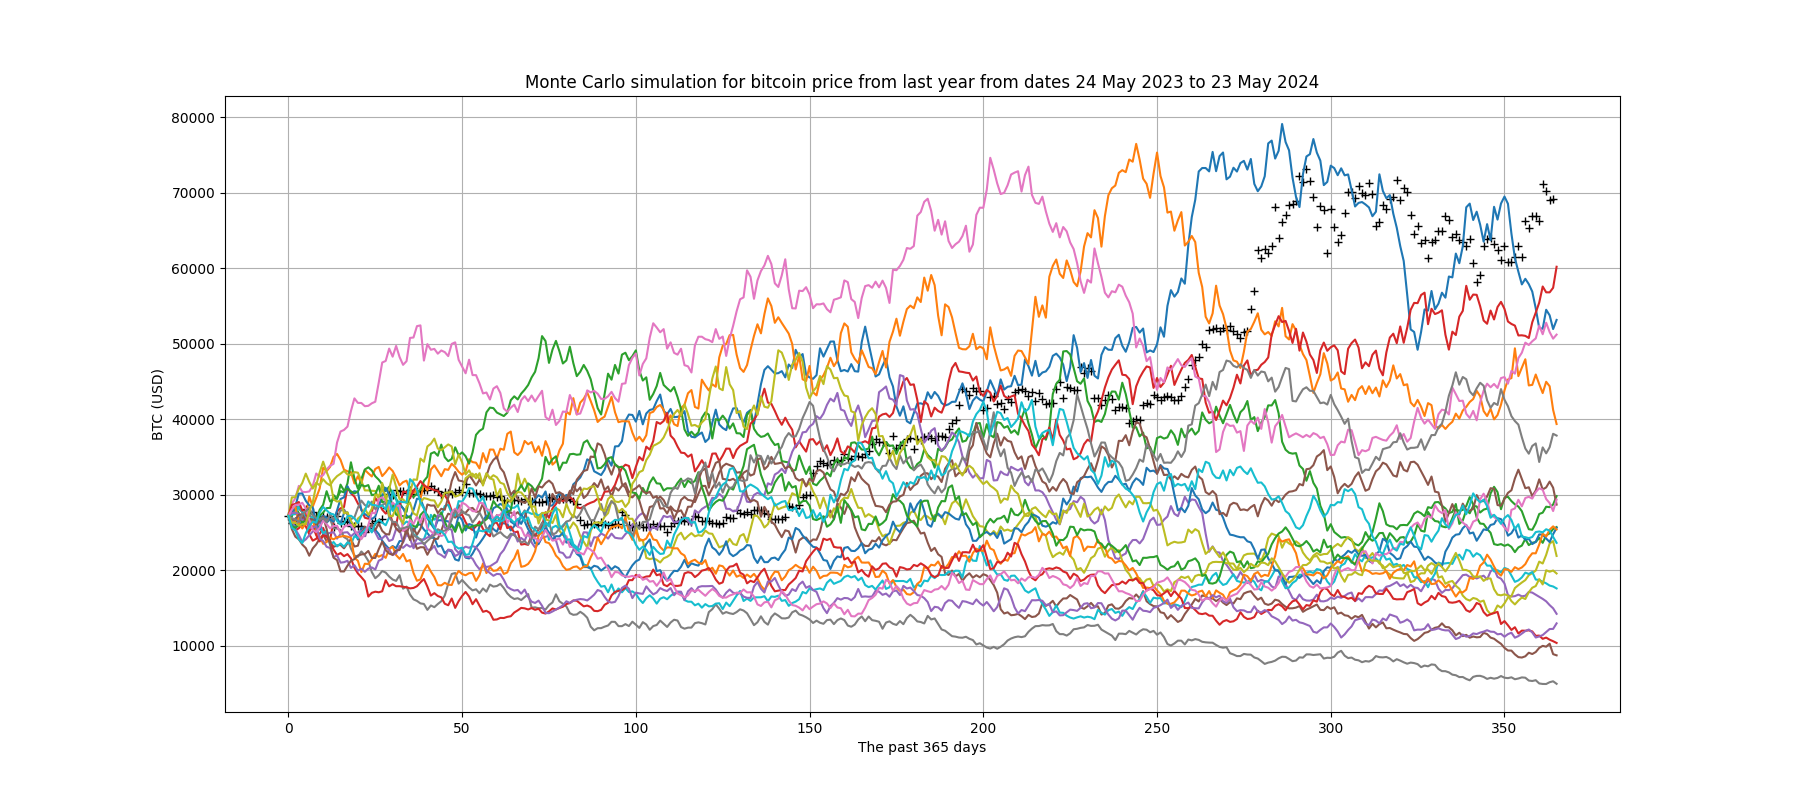 Monte Carlo simulation for bitcoin price from last year from dates 24 May 2023 to 23 May 2024
80000
70000
60000
50000
40000
30000
20000
10000
BTC (USD)
0 50 100 150 200 250 300 350
The past 365 days